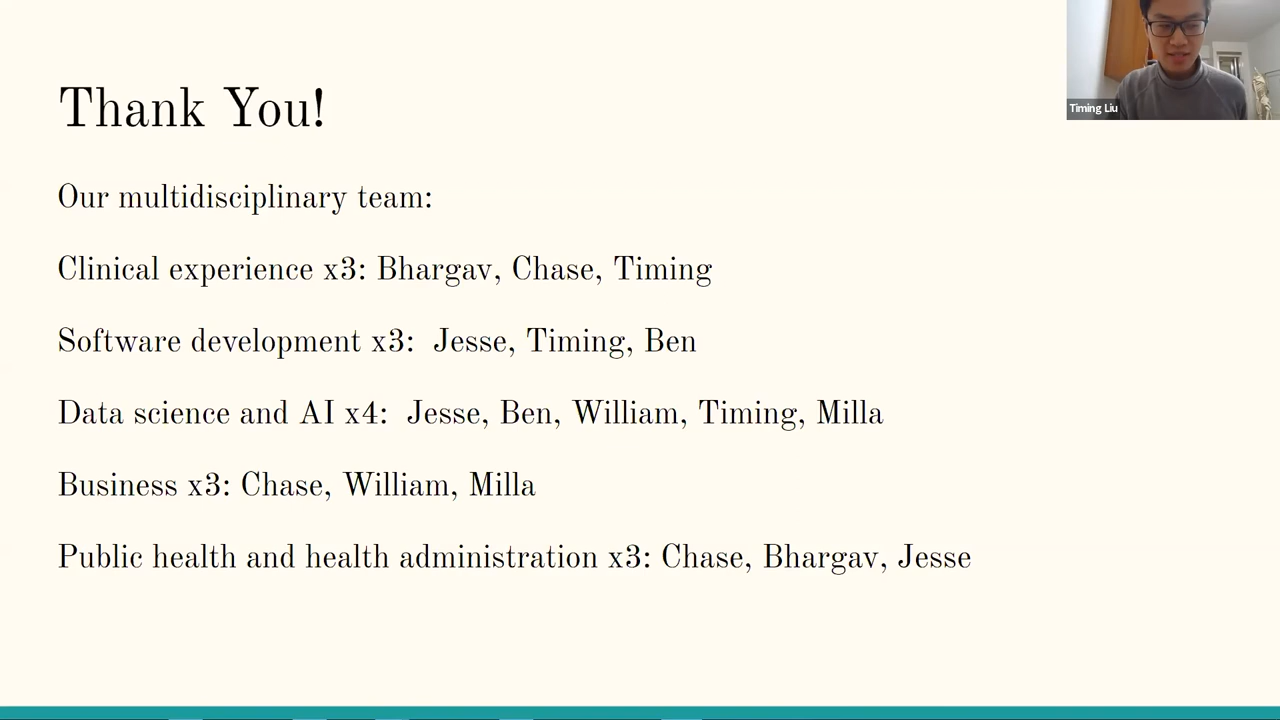 Thank You!
Timing Liu
Our multidisciplinary team:
Clinical experience x3: Bhargav, Chase, Timing
Software development x3: Jesse, Timing, Ben
Data science and AI x4: Jesse, Ben, William, Timing, Milla
Business x3: Chase, William, Milla
Public health and health administration x3: Chase, Bhargav, Jesse